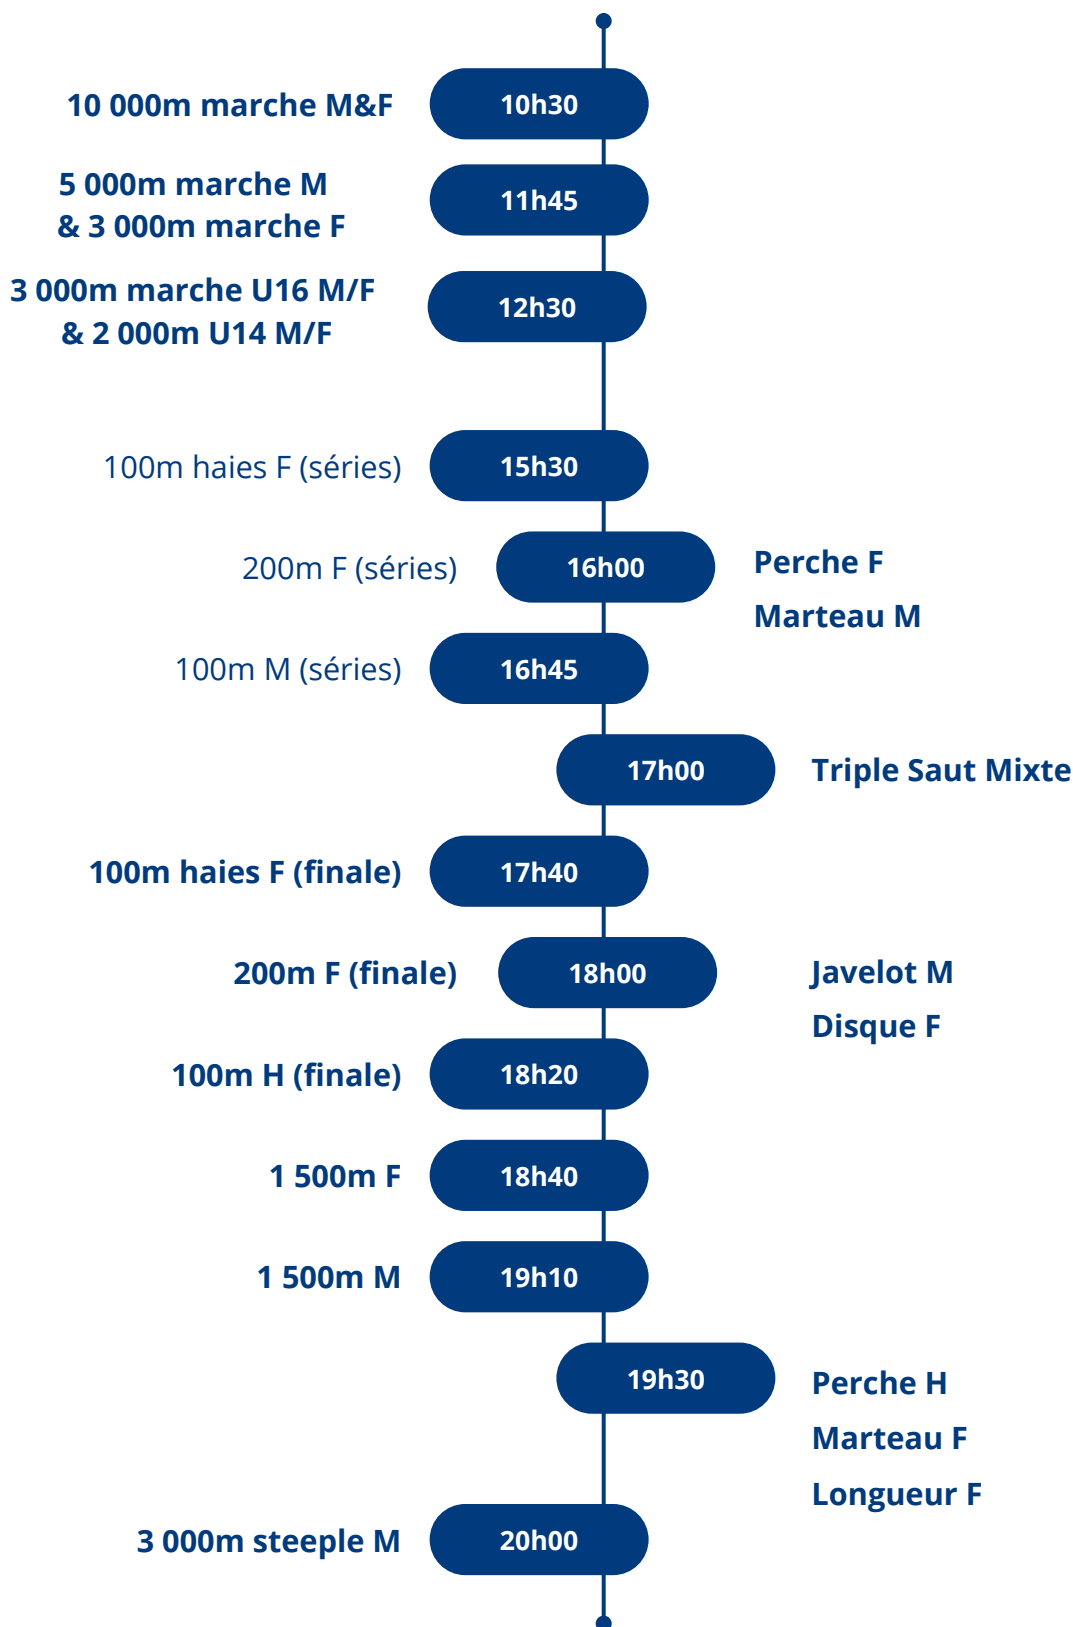 10 000m marche M&F
10h30
5 000m marche M
& 3 000m marche F
11h45
3 000m marche U16 M/F
& 2 000m U14 M/F
12h30
100m haies F (séries)
15h30
200m F (séries)
16h00
Perche F
Marteau M
100m M (séries)
16h45
17h00
Triple Saut Mixte
100m haies F (finale)
17h40
200m F (finale)
18h00
Javelot M
Disque F
100m H (finale)
18h20
1 500m F
18h40
1 500m M
19h10
19h30
Perche H
Marteau F
Longueur F
3 000m steeple M
20h00